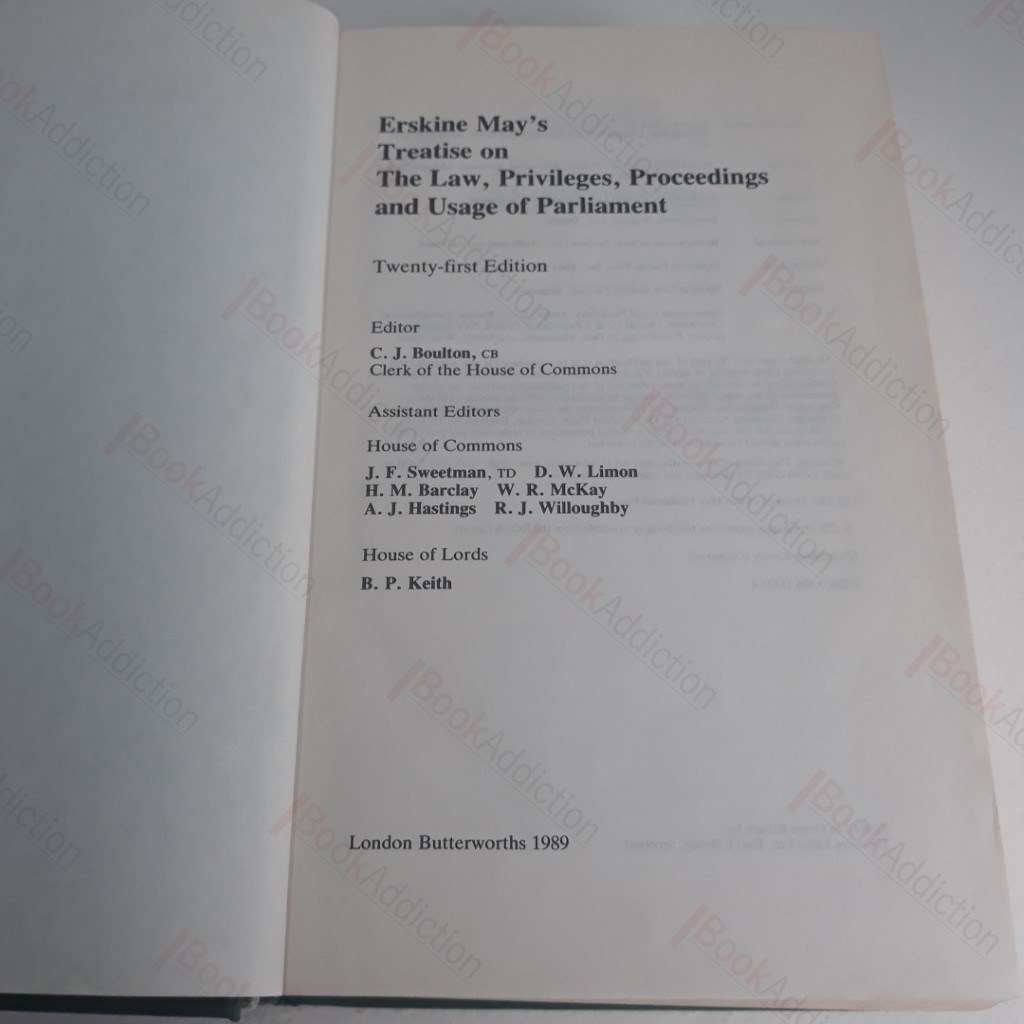 Erskine May's
Treatise on
The Law, Privileges, Proceedings
and Usage of Parliament
Twenty-first Edition
Editor
C. J. Boulton, CB
Clerk of the House of Commons
Assistant Editors
House of Commons
J. F. Sweetman, TD D. W. Limon
H. M. Barclay W. R. McKay
A. J. Hastings R. J. Willoughby
House of Lords
B. P. Keith
London Butterworths 1989
BookAddiction